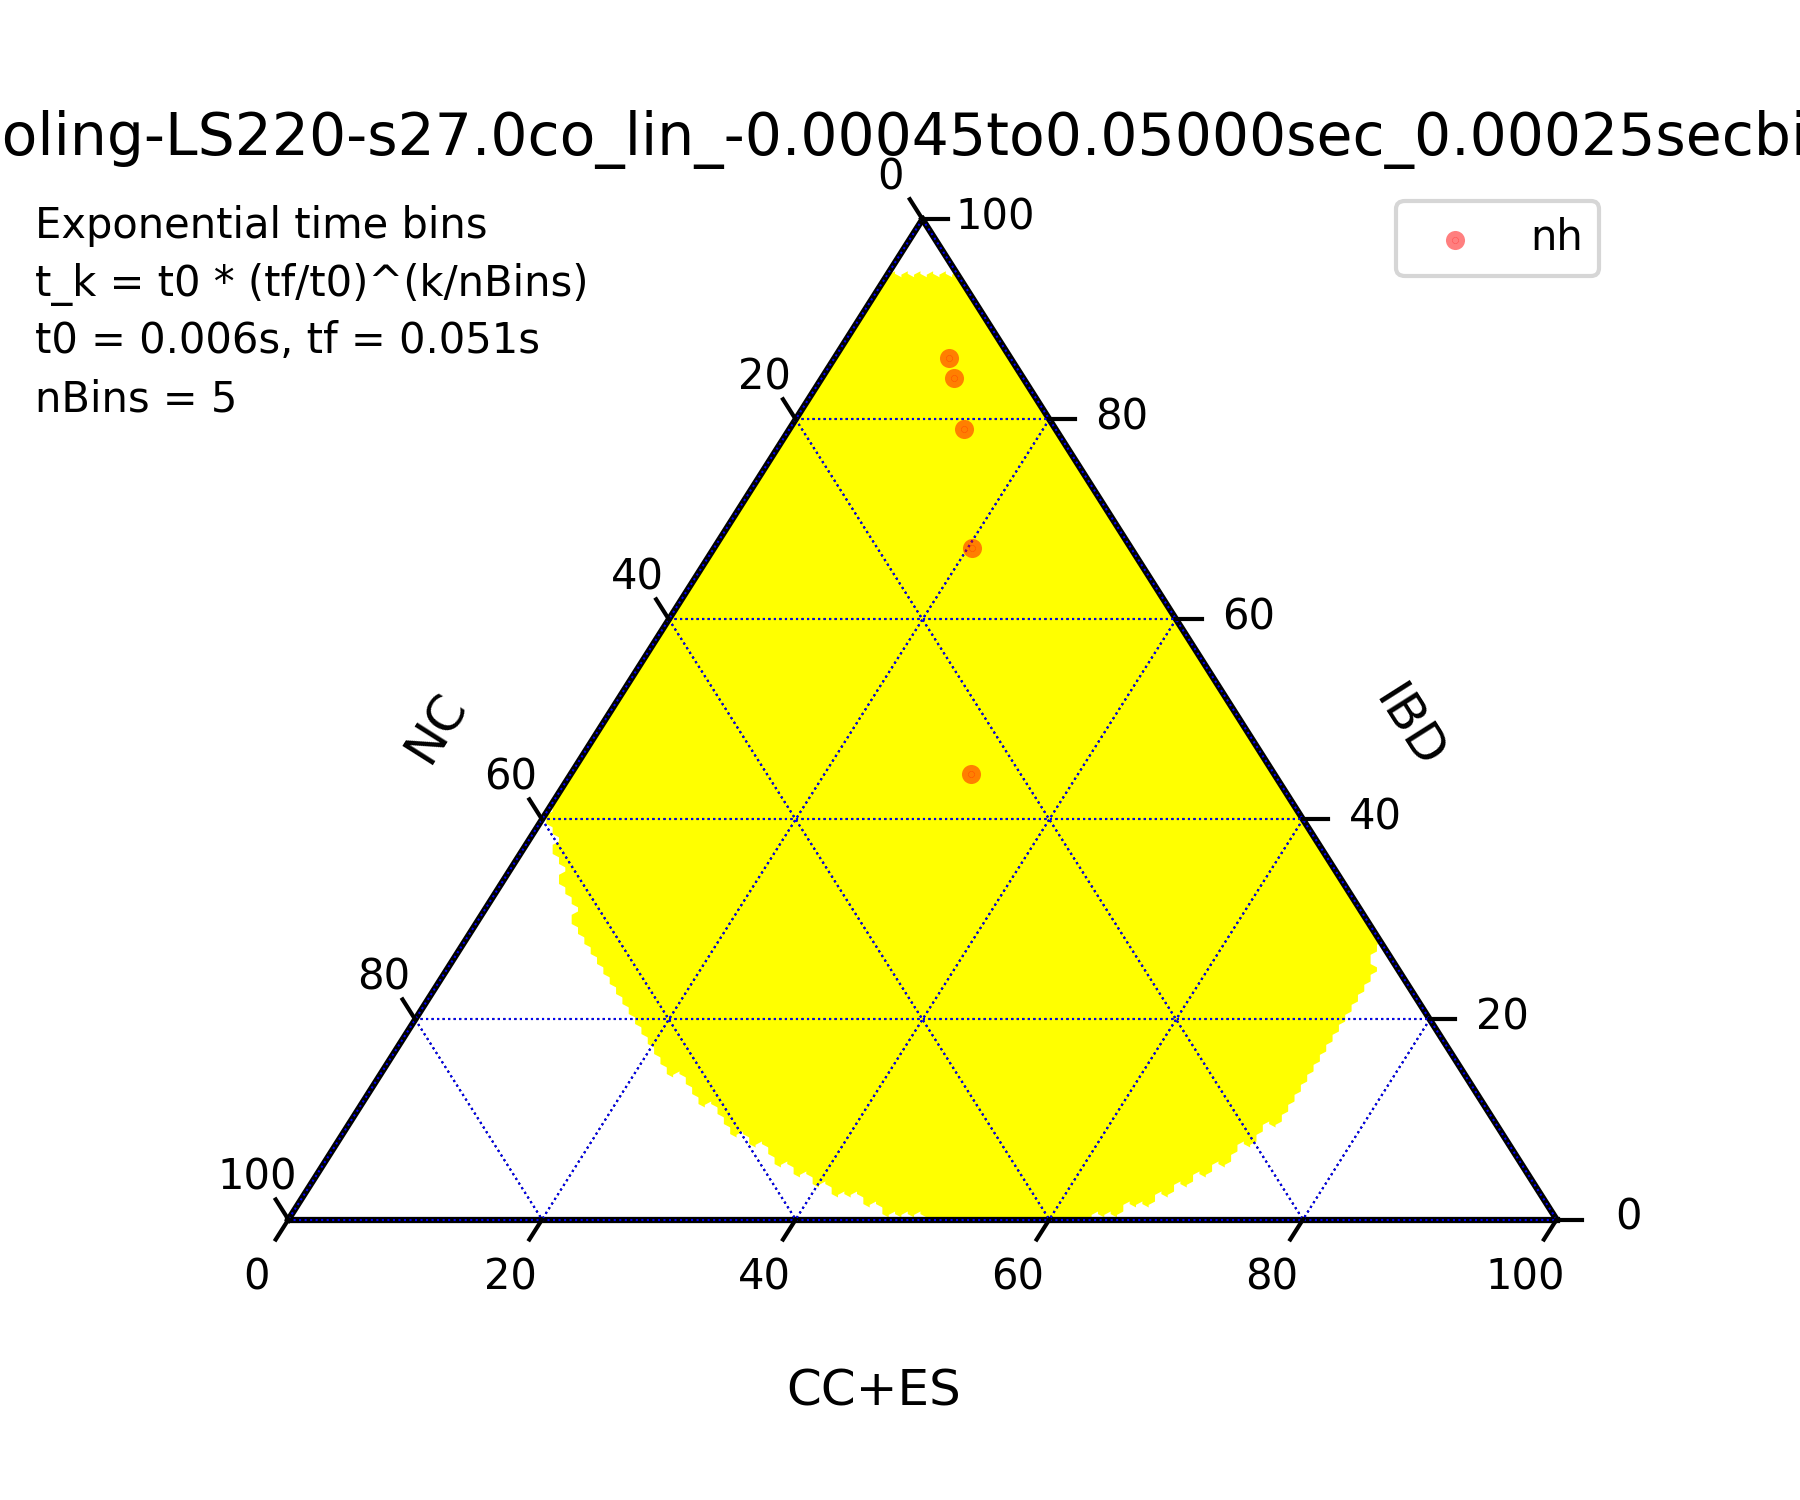 oling-LS220-s27.0co_lin_-0.00045to0.05000sec_0.00025secbi
Exponential time bins
t_k = t0 * (tf/t0)^(k/nBins)
t0 = 0.006s, tf = 0.051s
nBins = 5
nh
0
100
20
80
40
60
NC
IBD
60
40
80
20
100
0
0
20
40
60
80
100
CC+ES